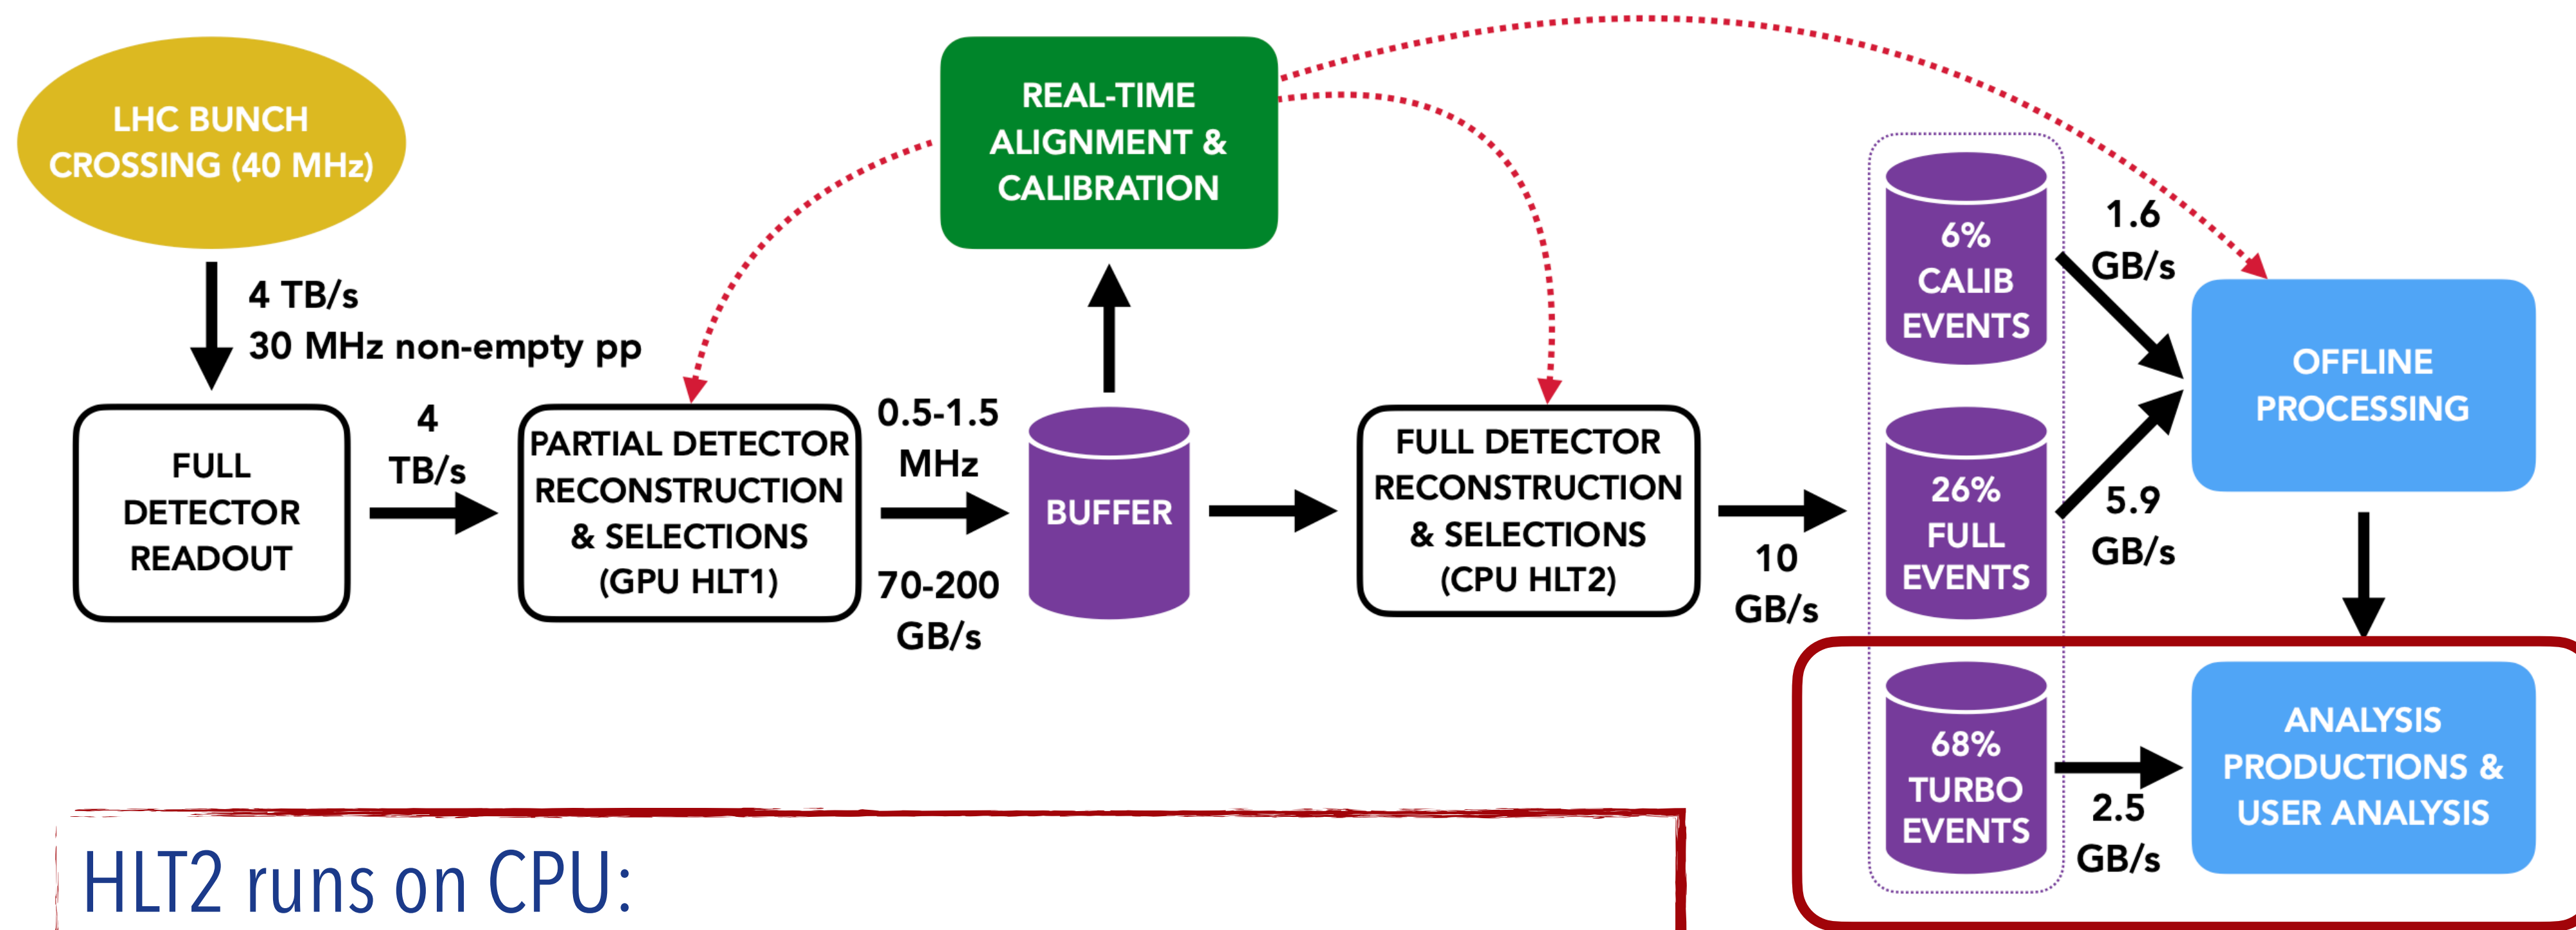 LHC BUNCH
CROSSING (40 MHz)
4 TB/s
30 MHz non-empty pp
FULL
DETECTOR
READOUT
4
TB/s
PARTIAL DETECTOR
RECONSTRUCTION
& SELECTIONS
(GPU HLT1)
0.5-1.5
MHz
70-200
GB/s
BUFFER
REAL-TIME
ALIGNMENT &
CALIBRATION
FULL DETECTOR
RECONSTRUCTION
& SELECTIONS
(CPU HLT2)
10
GB/s
6%
CALIB
EVENTS
1.6
GB/s
26%
FULL
EVENTS
5.9
GB/s
OFFLINE
PROCESSING
68%
TURBO
EVENTS
2.5
GB/s
ANALYSIS
PRODUCTIONS &
USER ANALYSIS
HLT2 runs on CPU: